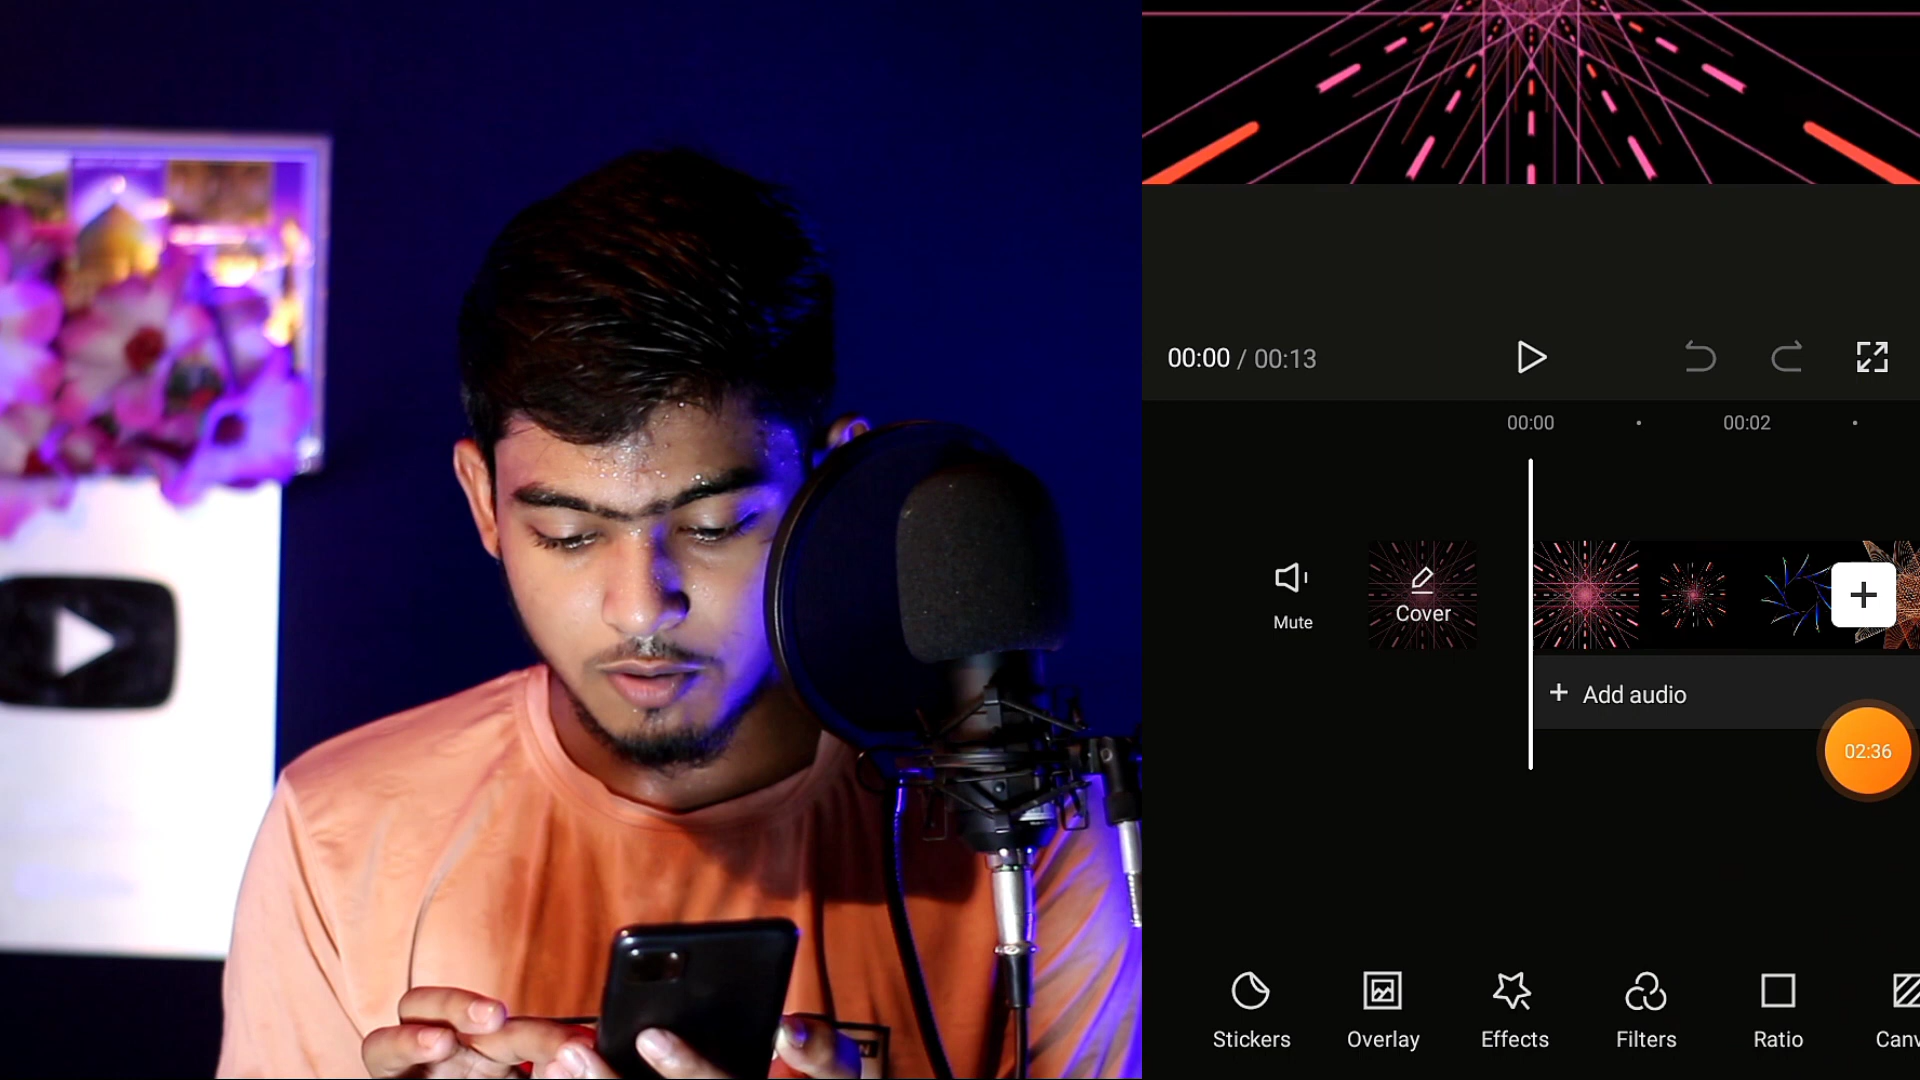 00:00 / 00:13
00:00
00:02
Mute
Cover
+ Add audio
02:36
Stickers
Overlay
Effects
Filters
Ratio